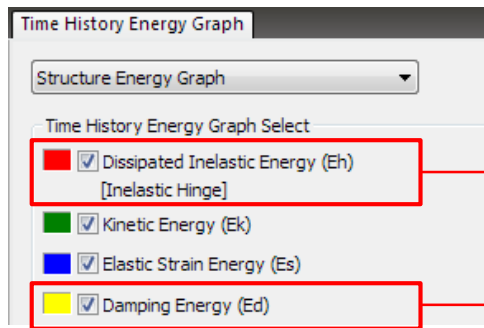 Time History Energy Graph
Structure Energy Graph
Time History Energy Graph Select
Dissipated Inelastic Energy (Eh)
[Inelastic Hinge]
Kinetic Energy (Ek)
Elastic Strain Energy (Es)
Damping Energy (Ed)